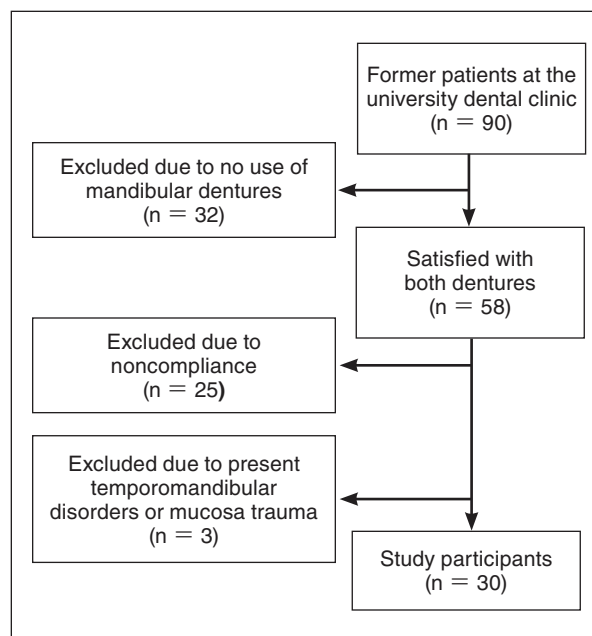 Former patients at the
university dental clinic
(n = 90)
Excluded due to no use of
mandibular dentures
(n = 32)
Satisfied with
both dentures
(n = 58)
Excluded due to
noncompliance
(n = 25)
Excluded due to present
temporomandibular
disorders or mucosa trauma
(n = 3)
Study participants
(n = 30)